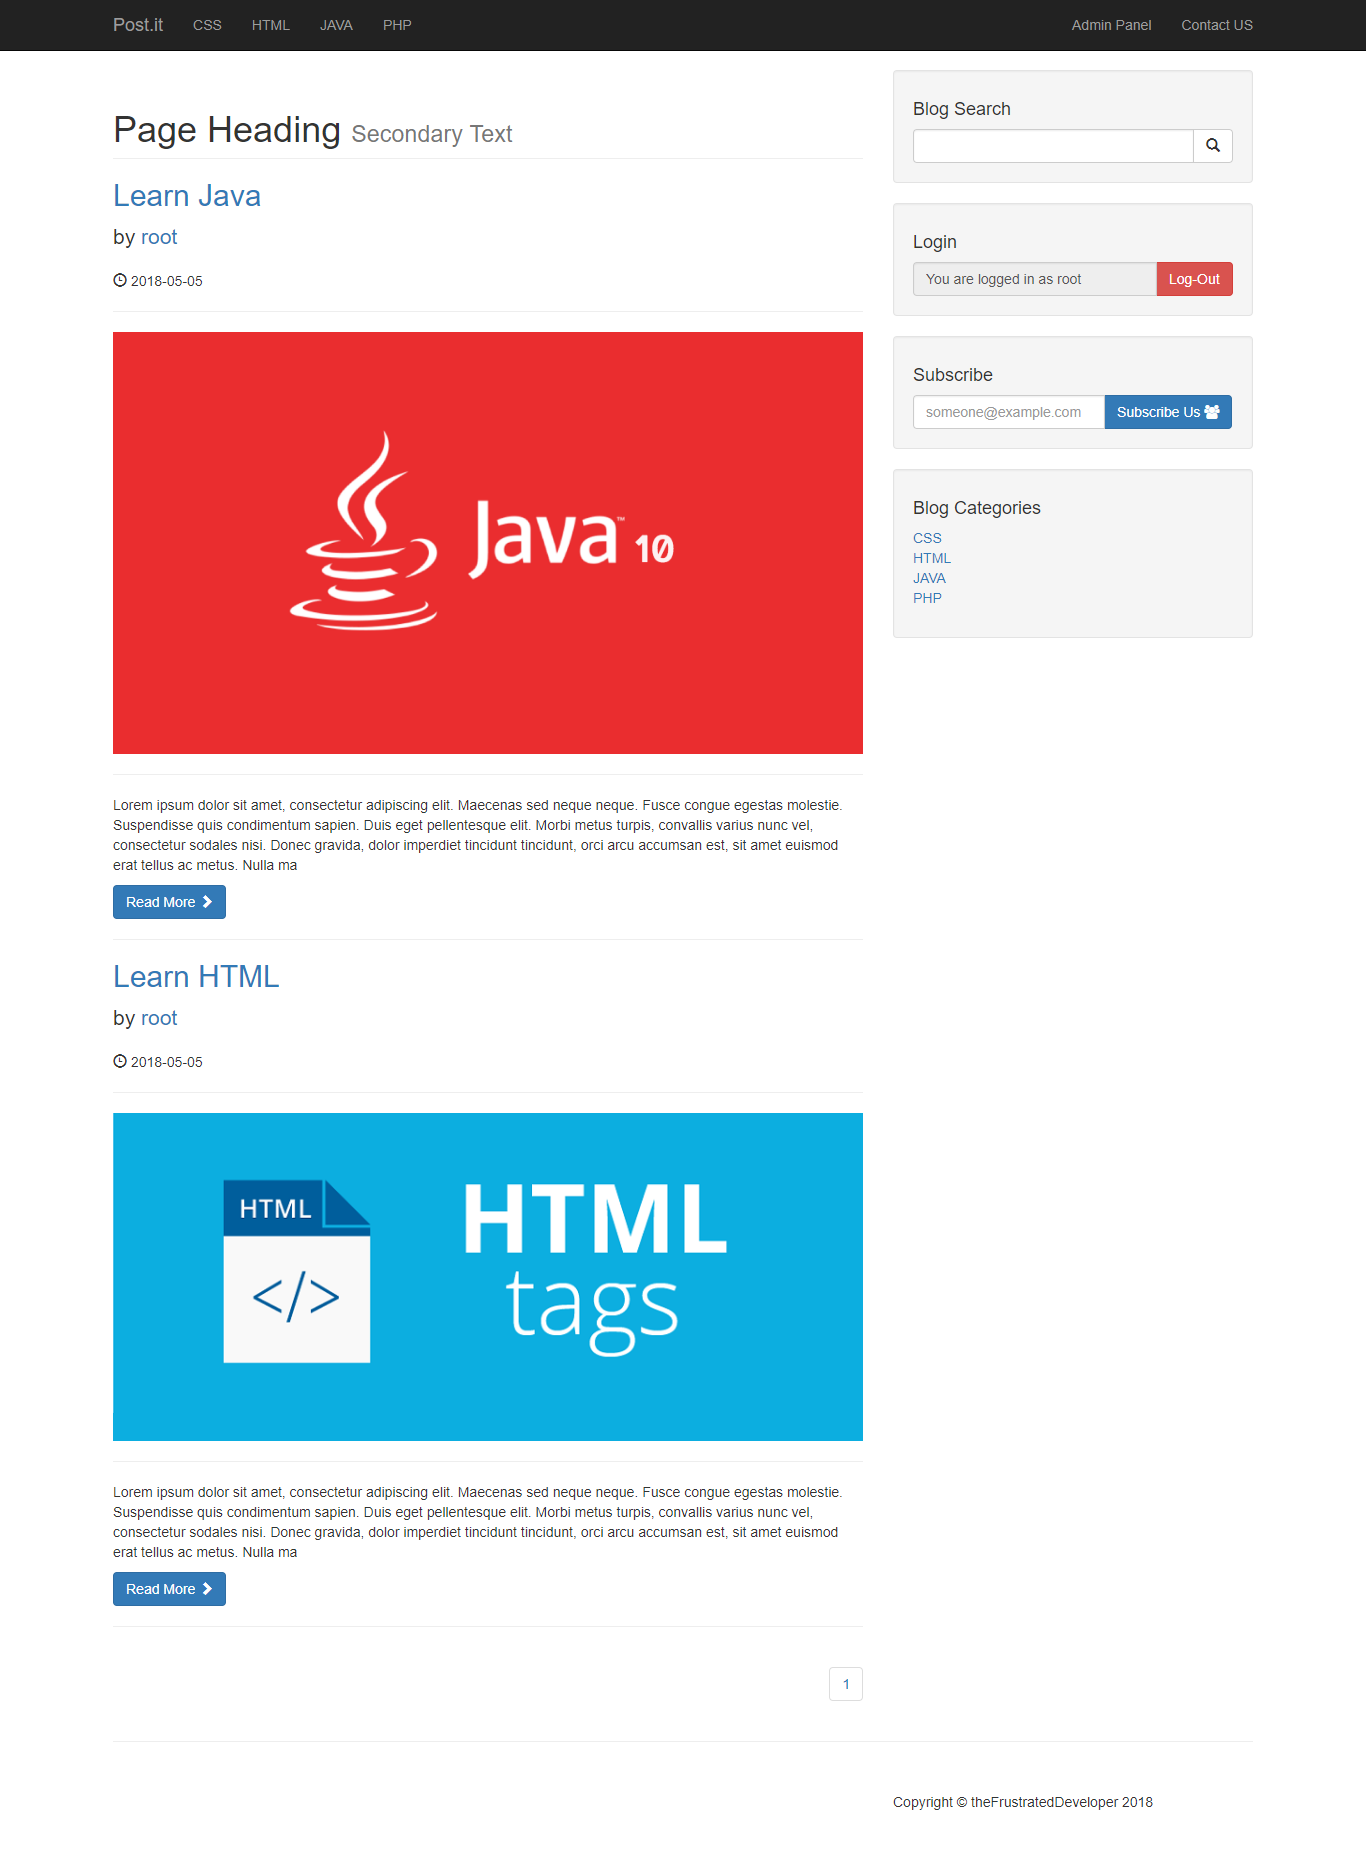 Post.it CSS HTML JAVA PHP Admin Panel Contact US
Page Heading Secondary Text
Learn Java
by root
2018-05-05
Java™ 10
Lorem ipsum dolor sit amet, consectetur adipiscing elit. Maecenas sed neque neque. Fusce congue egestas molestie.
Suspendisse quis condimentum sapien. Duis eget pellentesque elit. Morbi metus turpis, convallis varius nunc vel,
consectetur sodales nisi. Donec gravida, dolor imperdiet tincidunt tincidunt, orci arcu accumsan est, sit amet euismod
erat tellus ac metus. Nulla ma
Read More
Learn HTML
by root
2018-05-05
HTML
</>
HTML
tags
Lorem ipsum dolor sit amet, consectetur adipiscing elit. Maecenas sed neque neque. Fusce congue egestas molestie.
Suspendisse quis condimentum sapien. Duis eget pellentesque elit. Morbi metus turpis, convallis varius nunc vel,
consectetur sodales nisi. Donec gravida, dolor imperdiet tincidunt tincidunt, orci arcu accumsan est, sit amet euismod
erat tellus ac metus. Nulla ma
Read More
1
Blog Search
Login
You are logged in as root Log-Out
Subscribe
someone@example.com Subscribe Us
Blog Categories
CSS
HTML
JAVA
PHP
Copyright © theFrustratedDeveloper 2018